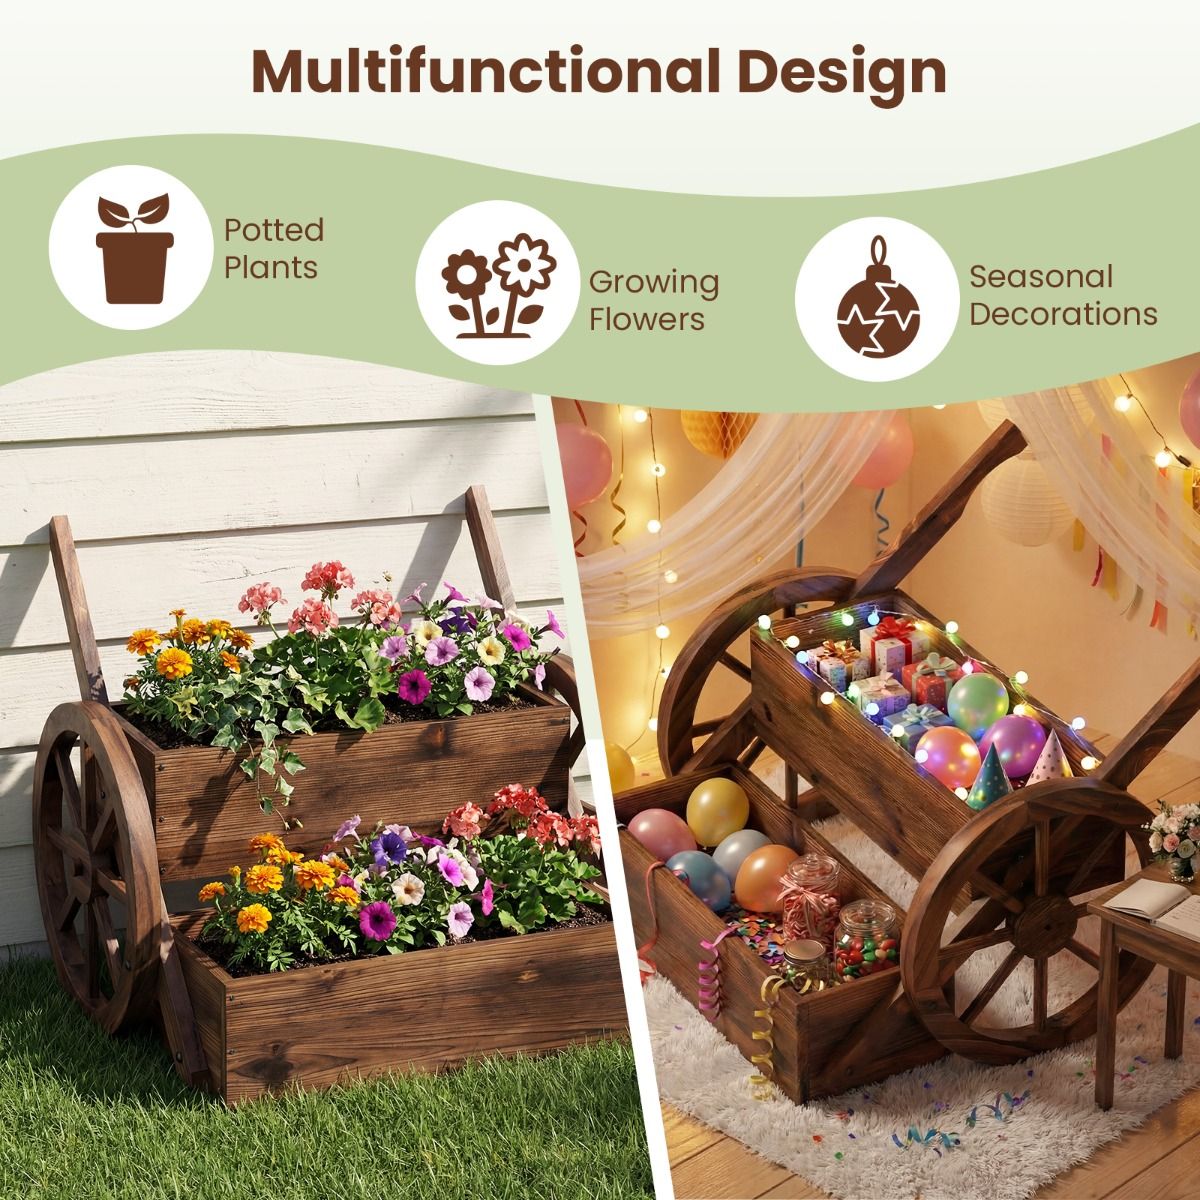 Multifunctional Design
Potted
Plants
Growing
Flowers
Seasonal
Decorations